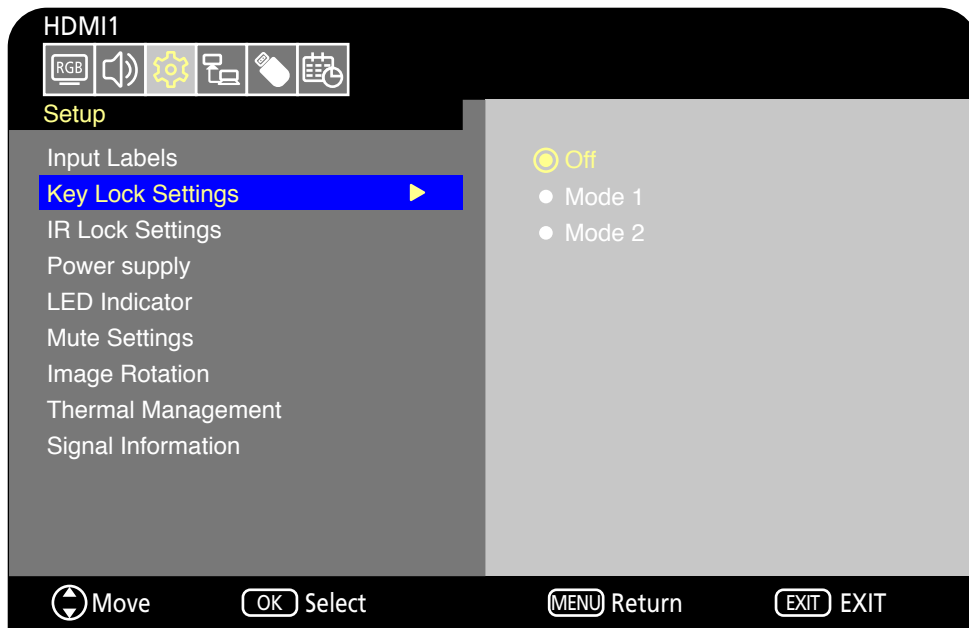 HDMI1
RGB
Setup
Input Labels
Key Lock Settings
IR Lock Settings
Power supply
LED Indicator
Mute Settings
Image Rotation
Thermal Management
Signal Information
Off
Mode 1
Mode 2
Move OK Select MENU Return EXIT EXIT